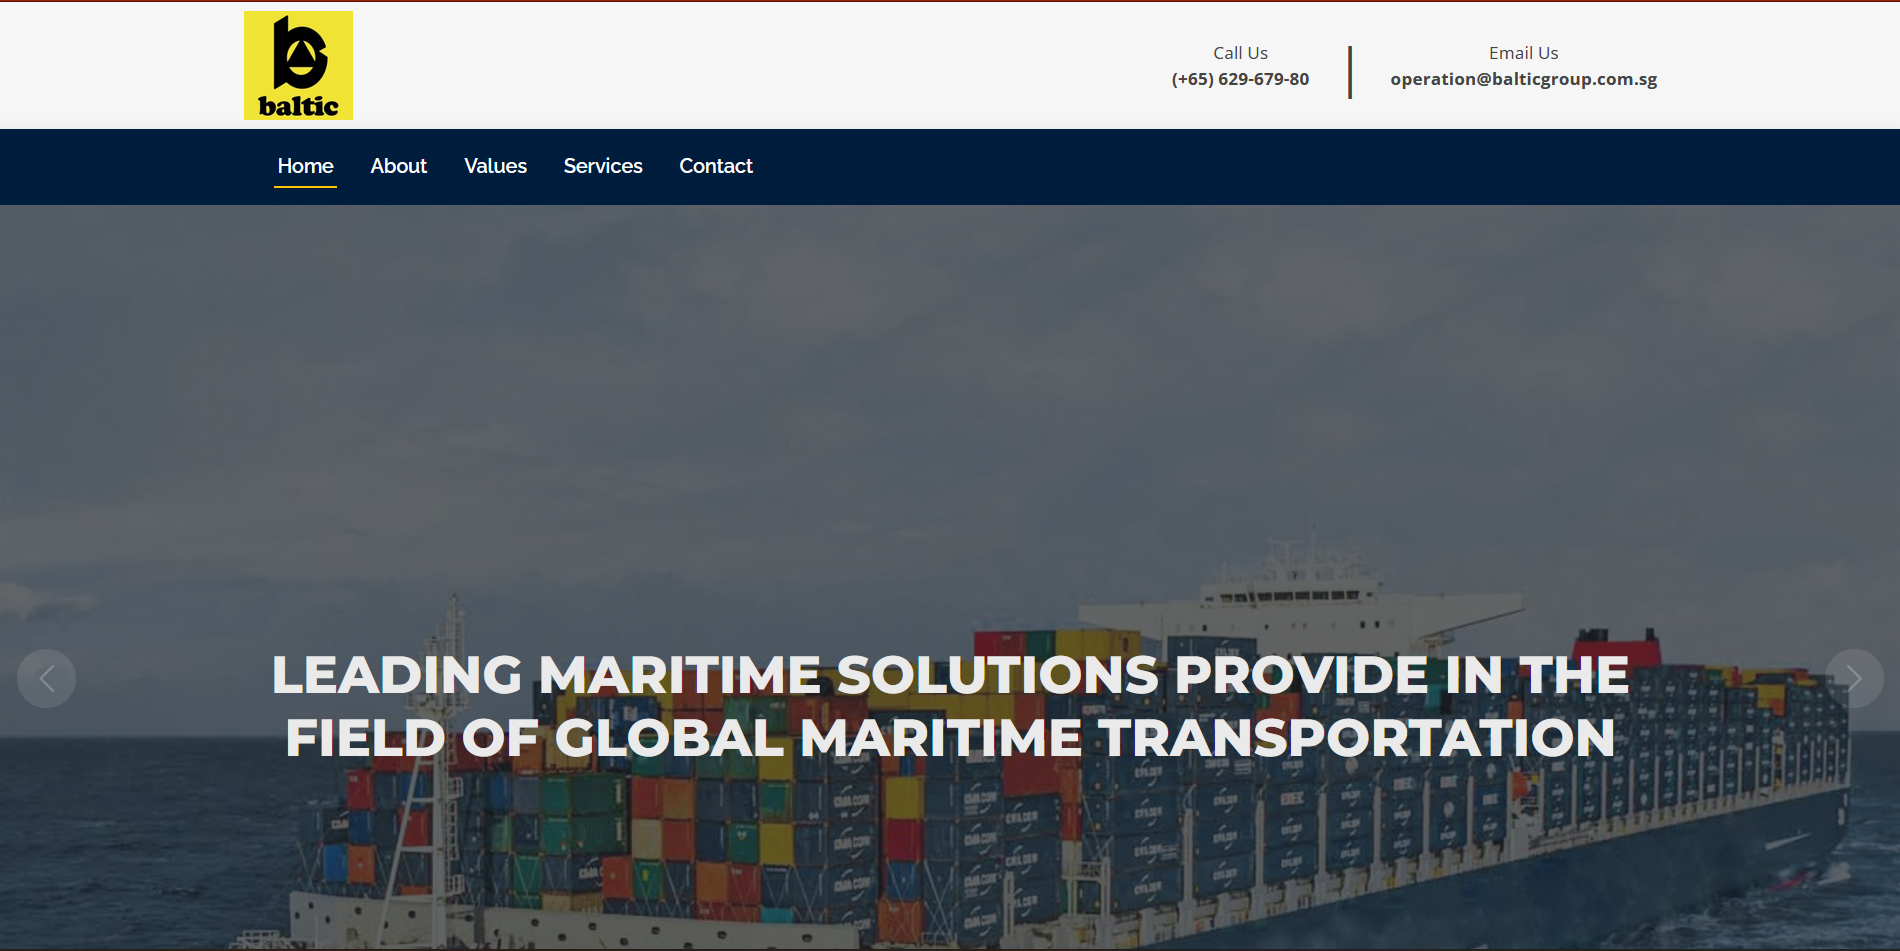 baltic
Call Us
(+65) 629-679-80
Email Us
operation@balticgroup.com.sg
Home
About
Values
Services
Contact
LEADING MARITIME SOLUTIONS PROVIDE IN THE
FIELD OF GLOBAL MARITIME TRANSPORTATION